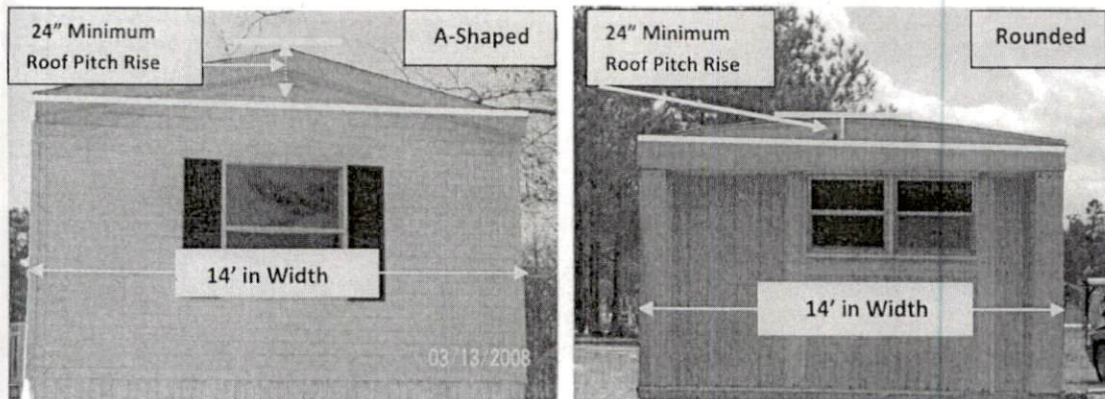 24” Minimum
Roof Pitch Rise
A-Shaped
14’ in Width
03/13/2008
24” Minimum
Roof Pitch Rise
Rounded
14’ in Width